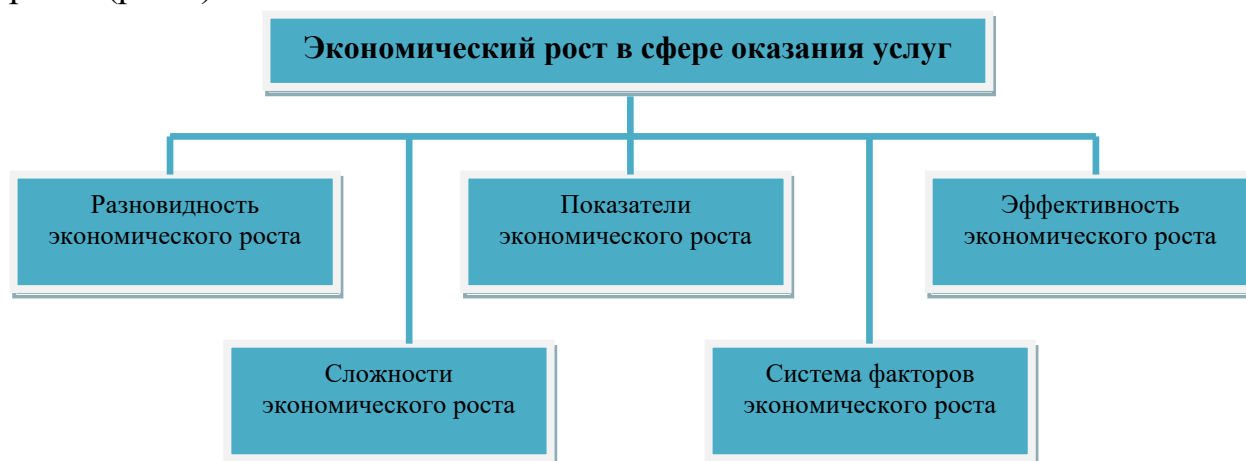 Экономический рост в сфере оказания услуг
Разновидность
экономического роста
Показатели
экономического роста
Эффективность
экономического роста
Сложности
экономического роста
Система факторов
экономического роста